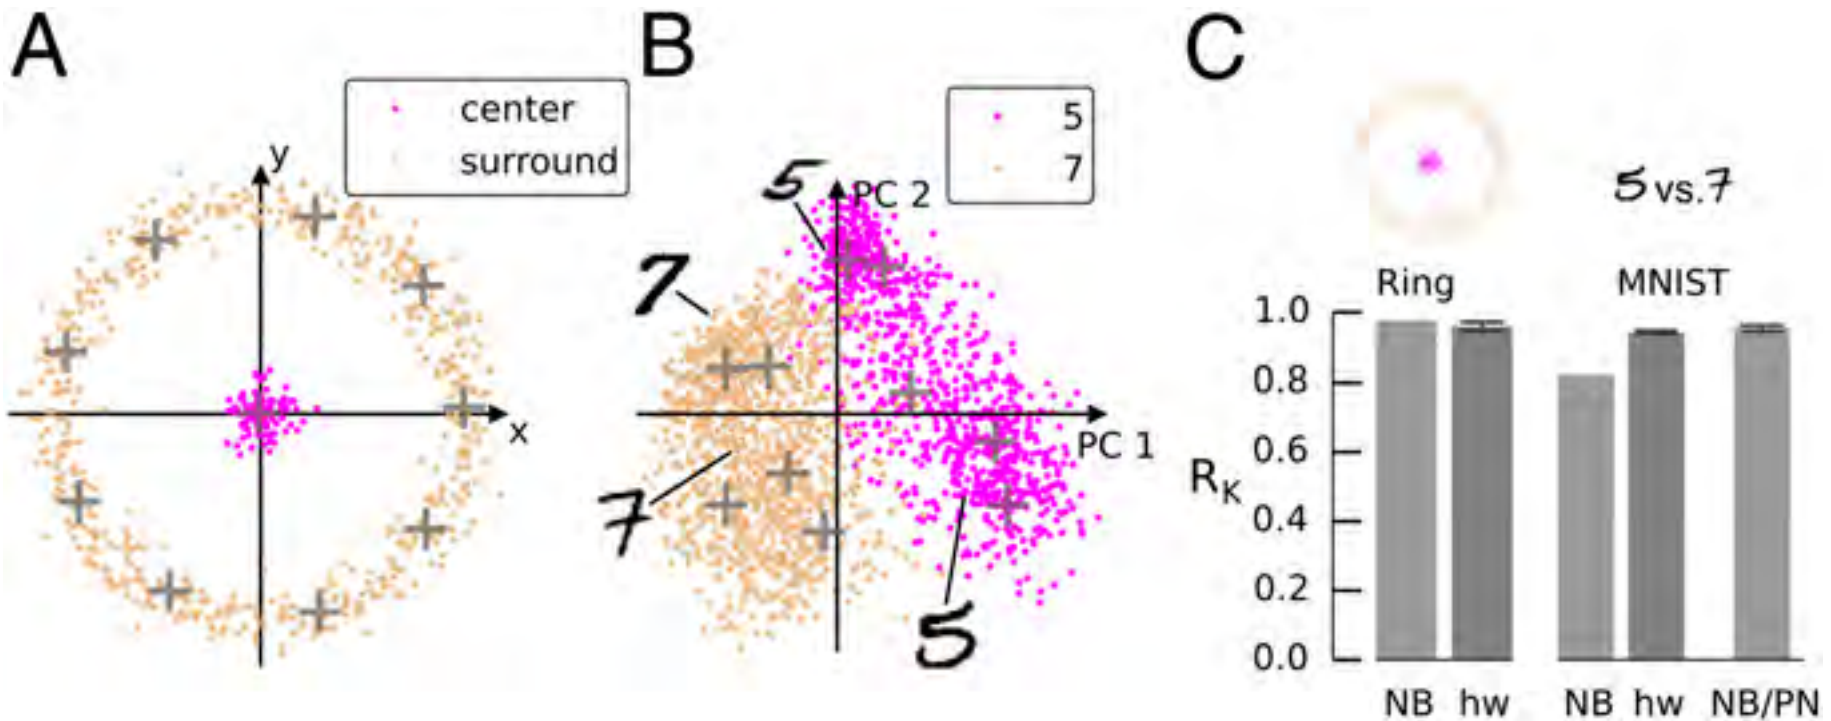 A
center
surround
y
x
B
5
7
5
PC 2
7
PC 1
7
5
C
5 vs. 7
Ring
MNIST
R_K
1.0
0.8
0.6
0.4
0.2
0.0
NB hw NB hw NB/PN